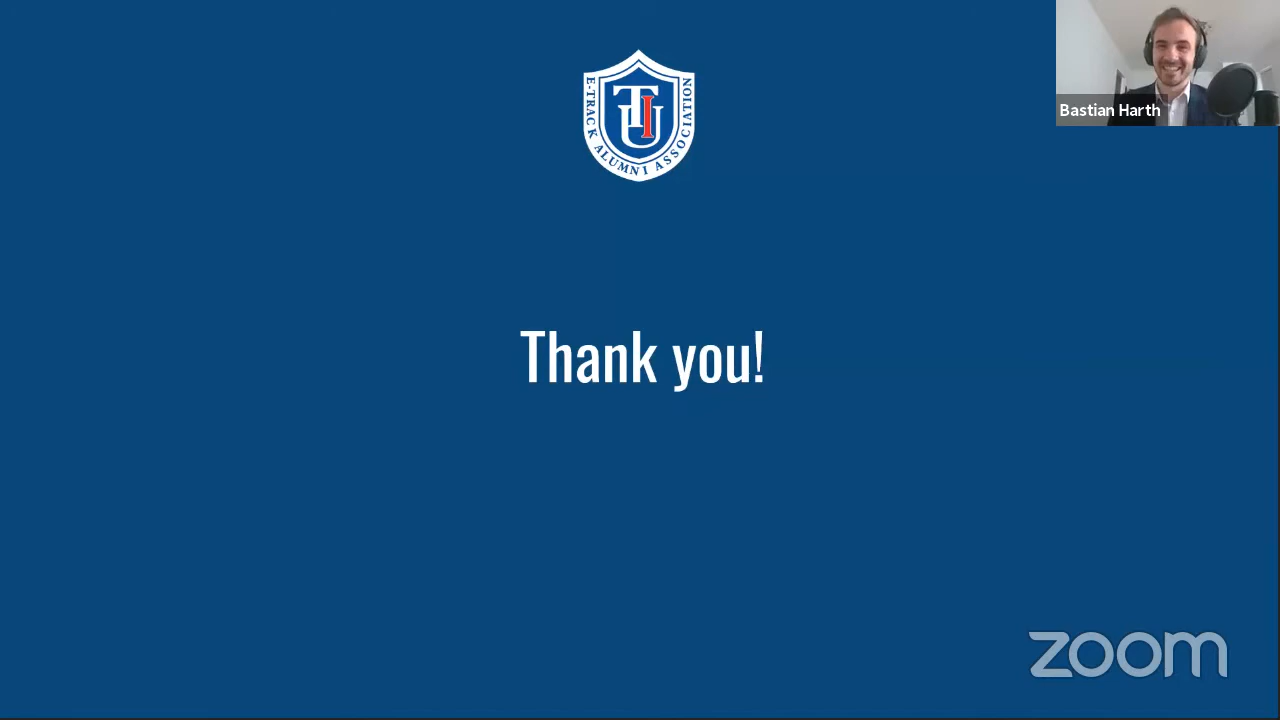 E-TRACK ALUMNI ASSOCIATION
TIU
Bastian Harth
Thank you!
zoom